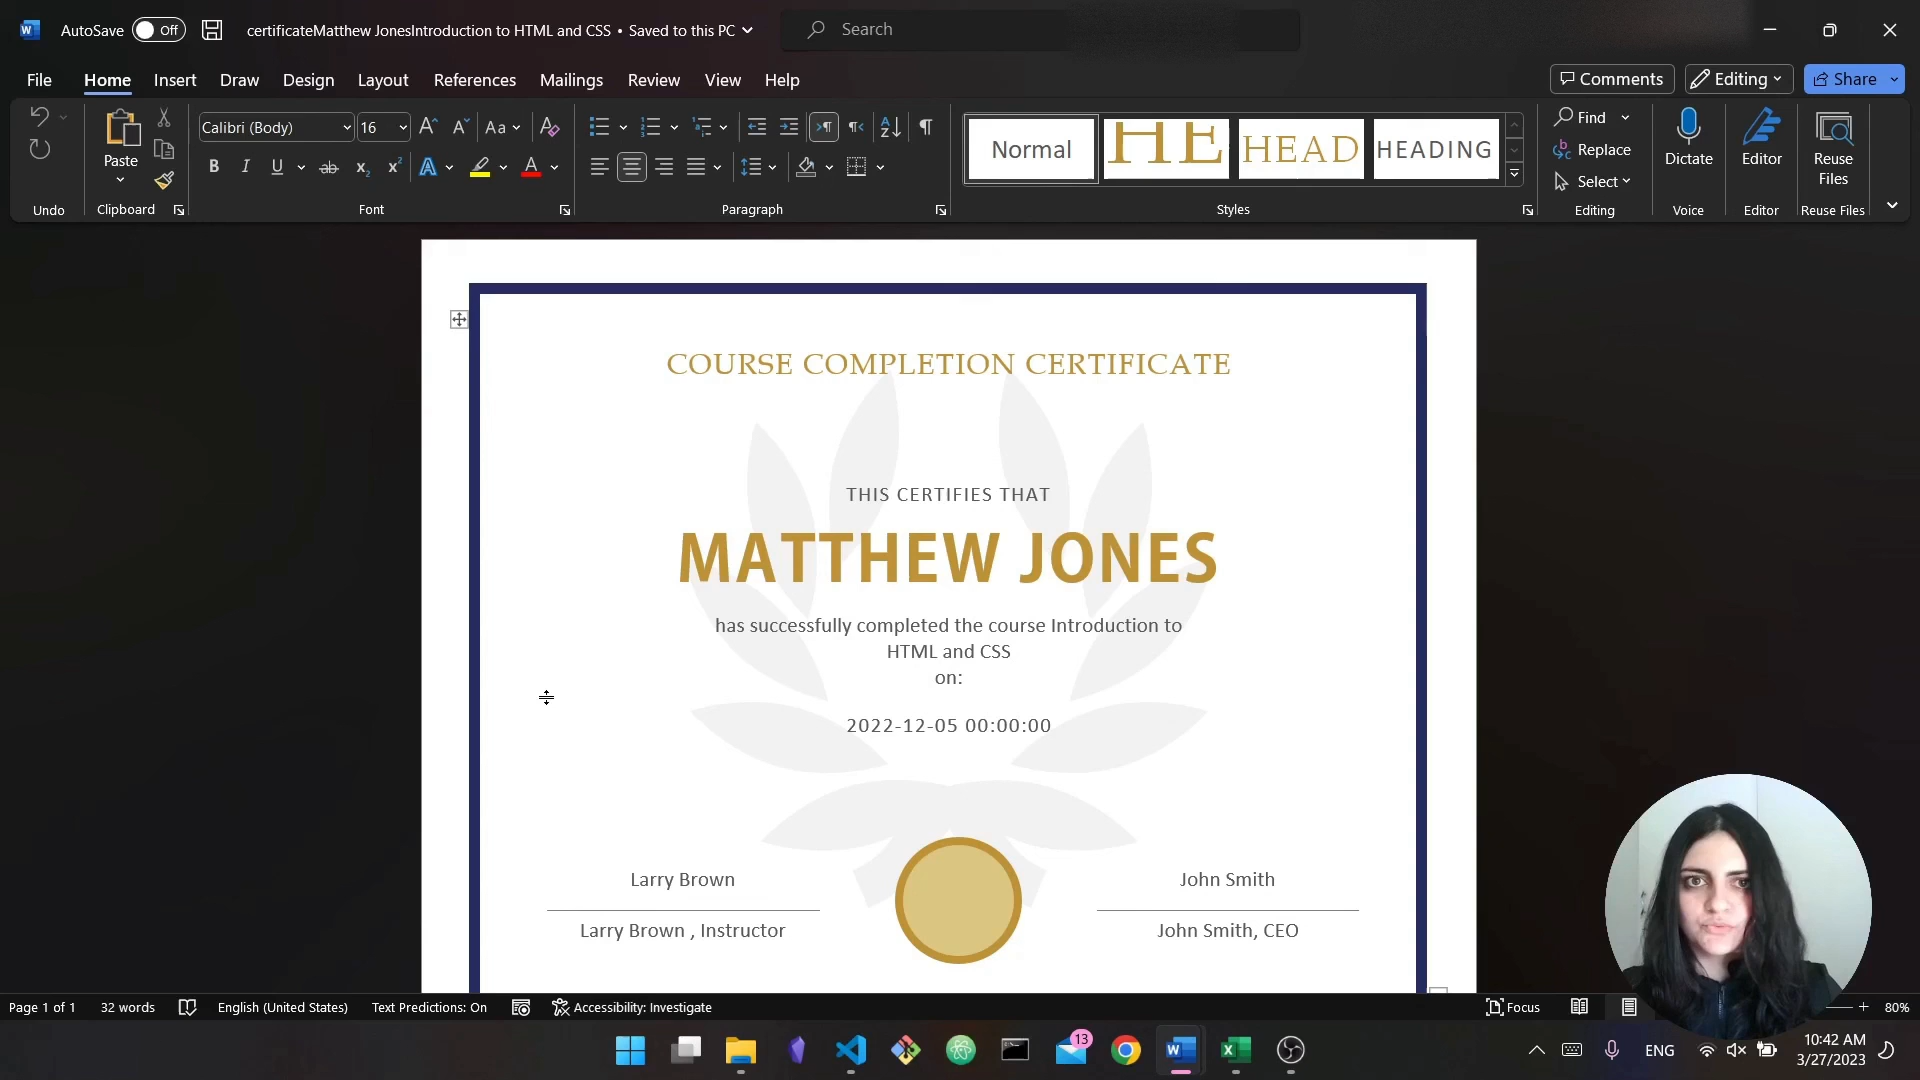 AutoSave Off certificateMatthew JonesIntroduction to HTML and CSS • Saved to this PC Search
File Home Insert Draw Design Layout References Mailings Review View Help Comments Editing Share
Calibri (Body) 16 Aa
Paste
B I U ab x₂ x² A A
Normal HE HEAD HEADING
Find
Replace
Select
Dictate
Editor
Reuse
Files
Undo Clipboard Font Paragraph Styles Editing Voice Editor Reuse Files
COURSE COMPLETION CERTIFICATE
THIS CERTIFIES THAT
MATTHEW JONES
has successfully completed the course Introduction to
HTML and CSS
on:
2022-12-05 00:00:00
Larry Brown John Smith
Larry Brown , Instructor John Smith, CEO
Page 1 of 1 32 words English (United States) Text Predictions: On Accessibility: Investigate Focus 80%
13
ENG
10:42 AM
3/27/2023